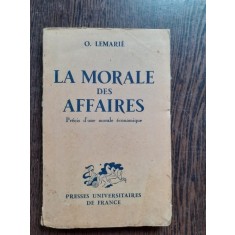 O. LEMARIÉ
LA MORALE
DES
AFFAIRES
Précis d'une morale économique
PRESSES UNIVERSITAIRES
DE FRANCE